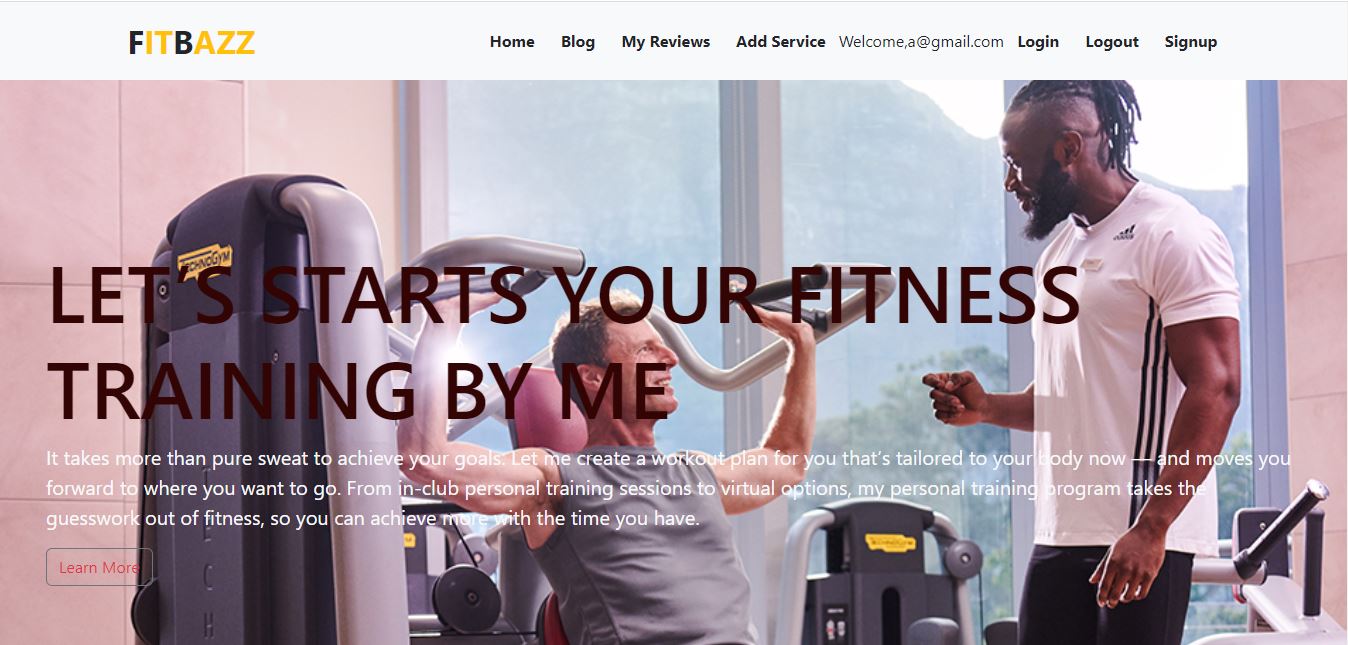 FITBAZZ
Home Blog My Reviews Add Service Welcome,a@gmail.com Login Logout Signup
TECHNOGYM
LET'S STARTS YOUR FITNESS
TRAINING BY ME
It takes more than pure sweat to achieve your goals. Let me create a workout plan for you that's tailored to your body now — and moves you
forward to where you want to go. From in-club personal training sessions to virtual options, my personal training program takes the
guesswork out of fitness, so you can achieve more with the time you have.
TECHNOGYM
Learn More